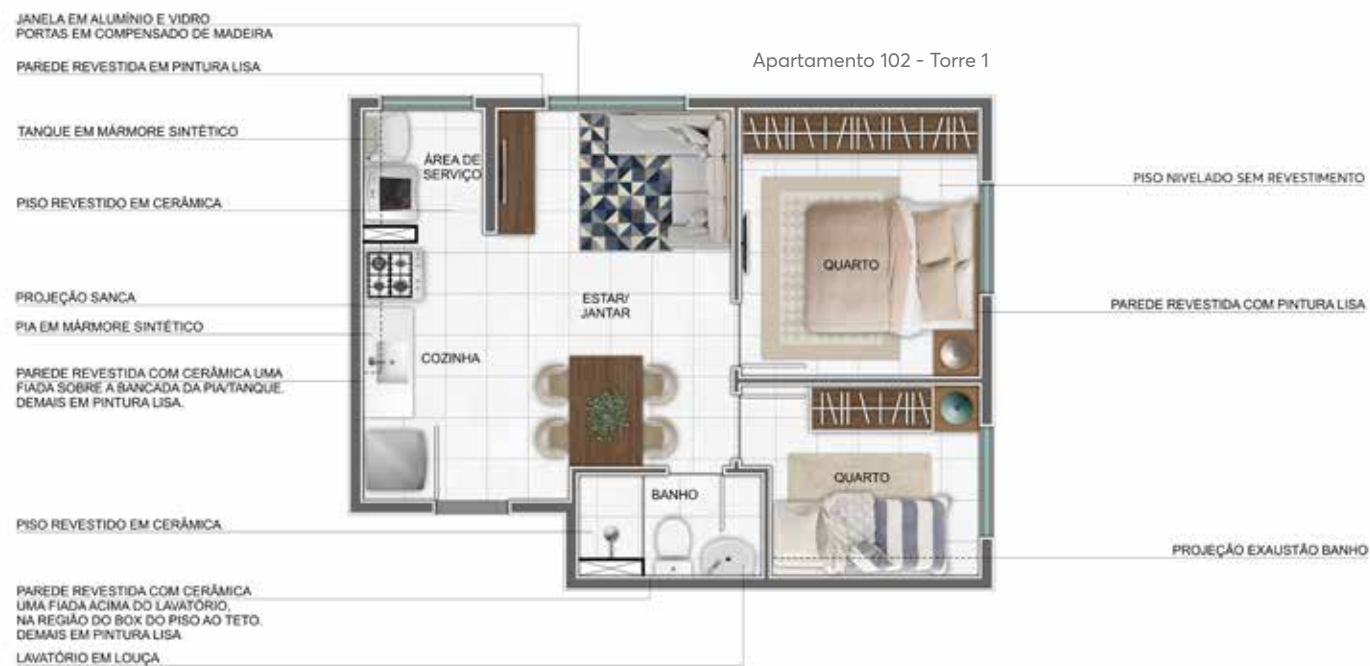 JANELA EM ALUMÍNIO E VIDRO
PORTAS EM COMPENSADO DE MADEIRA
PAREDE REVESTIDA EM PINTURA LISA
TANQUE EM MÁRMORE SINTÉTICO
PISO REVESTIDO EM CERÂMICA
PROJEÇÃO SANCA
PIA EM MÁRMORE SINTÉTICO
PAREDE REVESTIDA COM CERÂMICA UMA
FIADA SOBRE A BANCADA DA PIA/TANQUE.
DEMAIS EM PINTURA LISA.
PISO REVESTIDO EM CERÂMICA
PAREDE REVESTIDA COM CERÂMICA
UMA FIADA ACIMA DO LAVATÓRIO,
NA REGIÃO DO BOX DO PISO AO TETO.
DEMAIS EM PINTURA LISA
LAVATÓRIO EM LOUÇA
Apartamento 102 - Torre 1
ÁREA DE
SERVIÇO
ESTAR/
JANTAR
COZINHA
BANHO
QUARTO
QUARTO
PISO NIVELADO SEM REVESTIMENTO
PAREDE REVESTIDA COM PINTURA LISA
PROJEÇÃO EXAUSTÃO BANHO